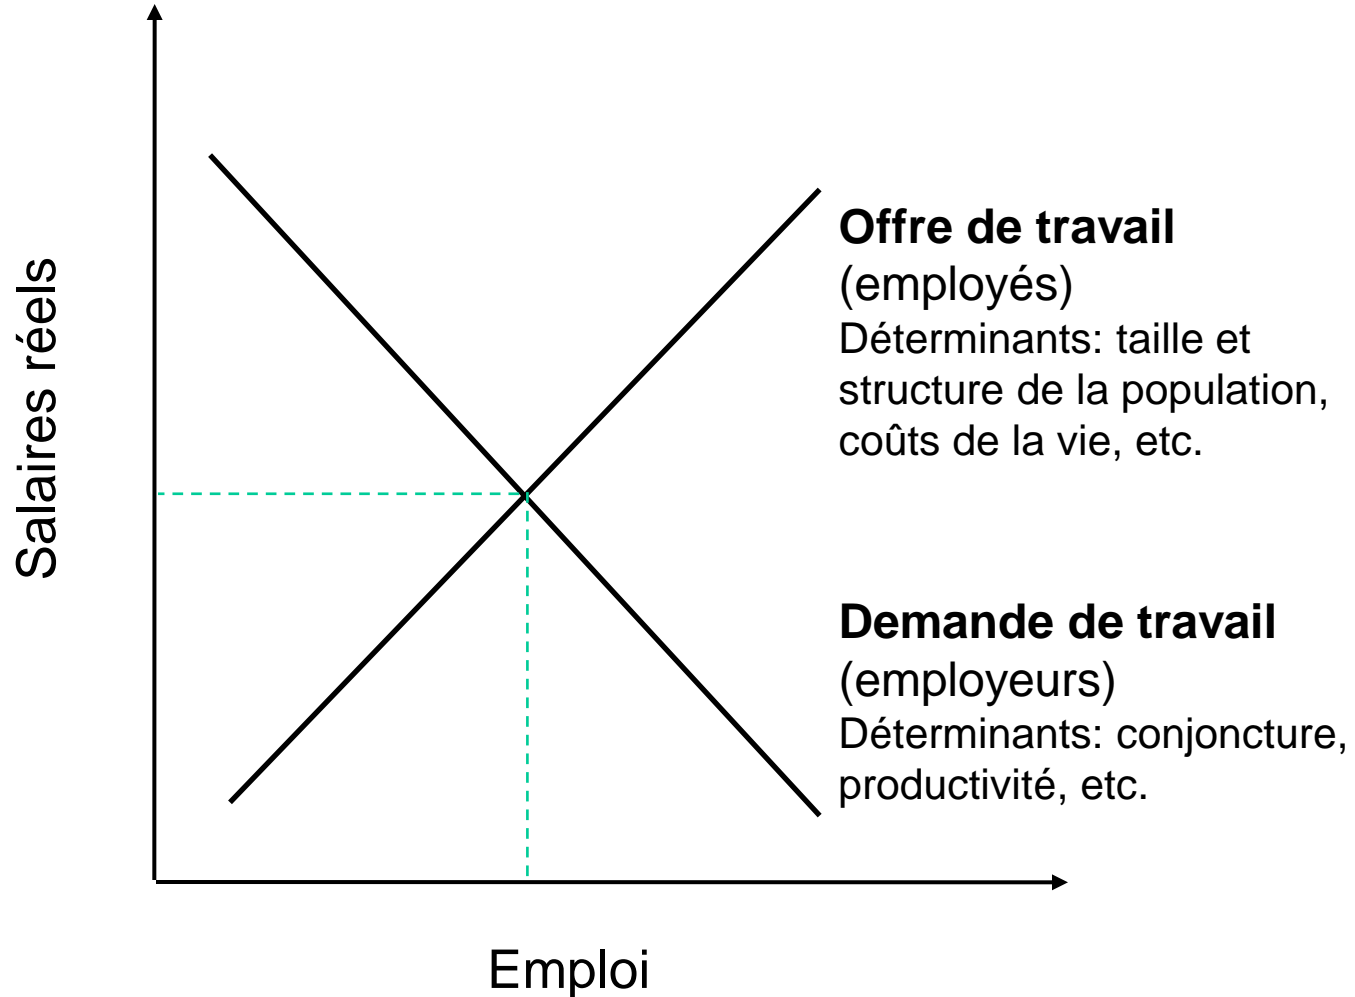 Salaires réels
Offre de travail
(employés)
Déterminants: taille et
structure de la population,
coûts de la vie, etc.
Demande de travail
(employeurs)
Déterminants: conjoncture,
productivité, etc.
Emploi